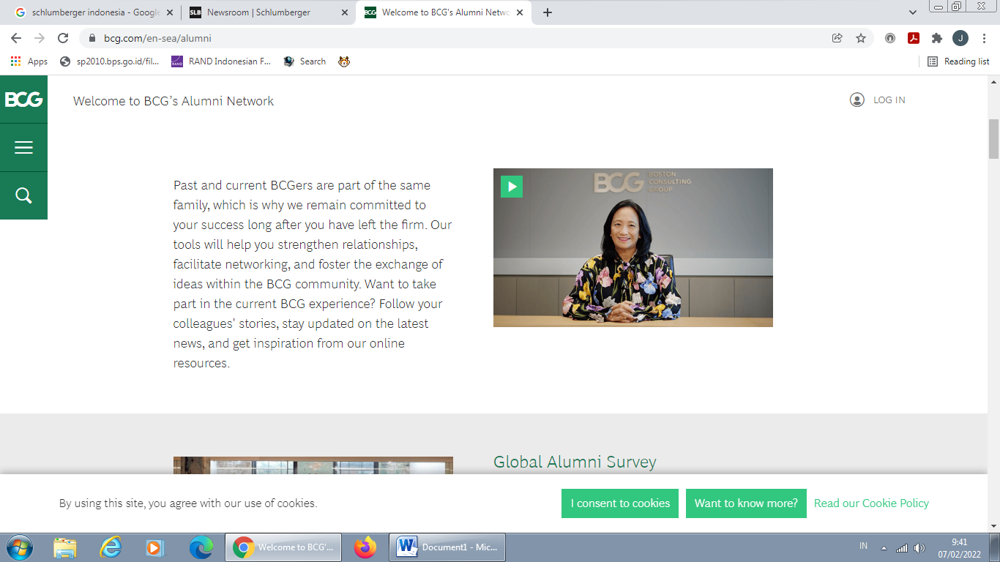 schlumberger indonesia - Google
SLB
Newsroom | Schlumberger
BCG
Welcome to BCG's Alumni Netwo
bcg.com/en-sea/alumni
J
Apps
sp2010.bps.go.id/fil...
RAND
RAND Indonesian F...
Search
Reading list
BCG
Welcome to BCG's Alumni Network
LOG IN
Past and current BCGers are part of the same
family, which is why we remain committed to
your success long after you have left the firm. Our
tools will help you strengthen relationships,
facilitate networking, and foster the exchange of
ideas within the BCG community. Want to take
part in the current BCG experience? Follow your
colleagues' stories, stay updated on the latest
news, and get inspiration from our online
resources.
BCG
BOSTON
CONSULTING
GROUP
Global Alumni Survey
By using this site, you agree with our use of cookies.
I consent to cookies
Want to know more?
Read our Cookie Policy
Welcome to BCG'...
Document1 - Mic...
IN
9:41
07/02/2022